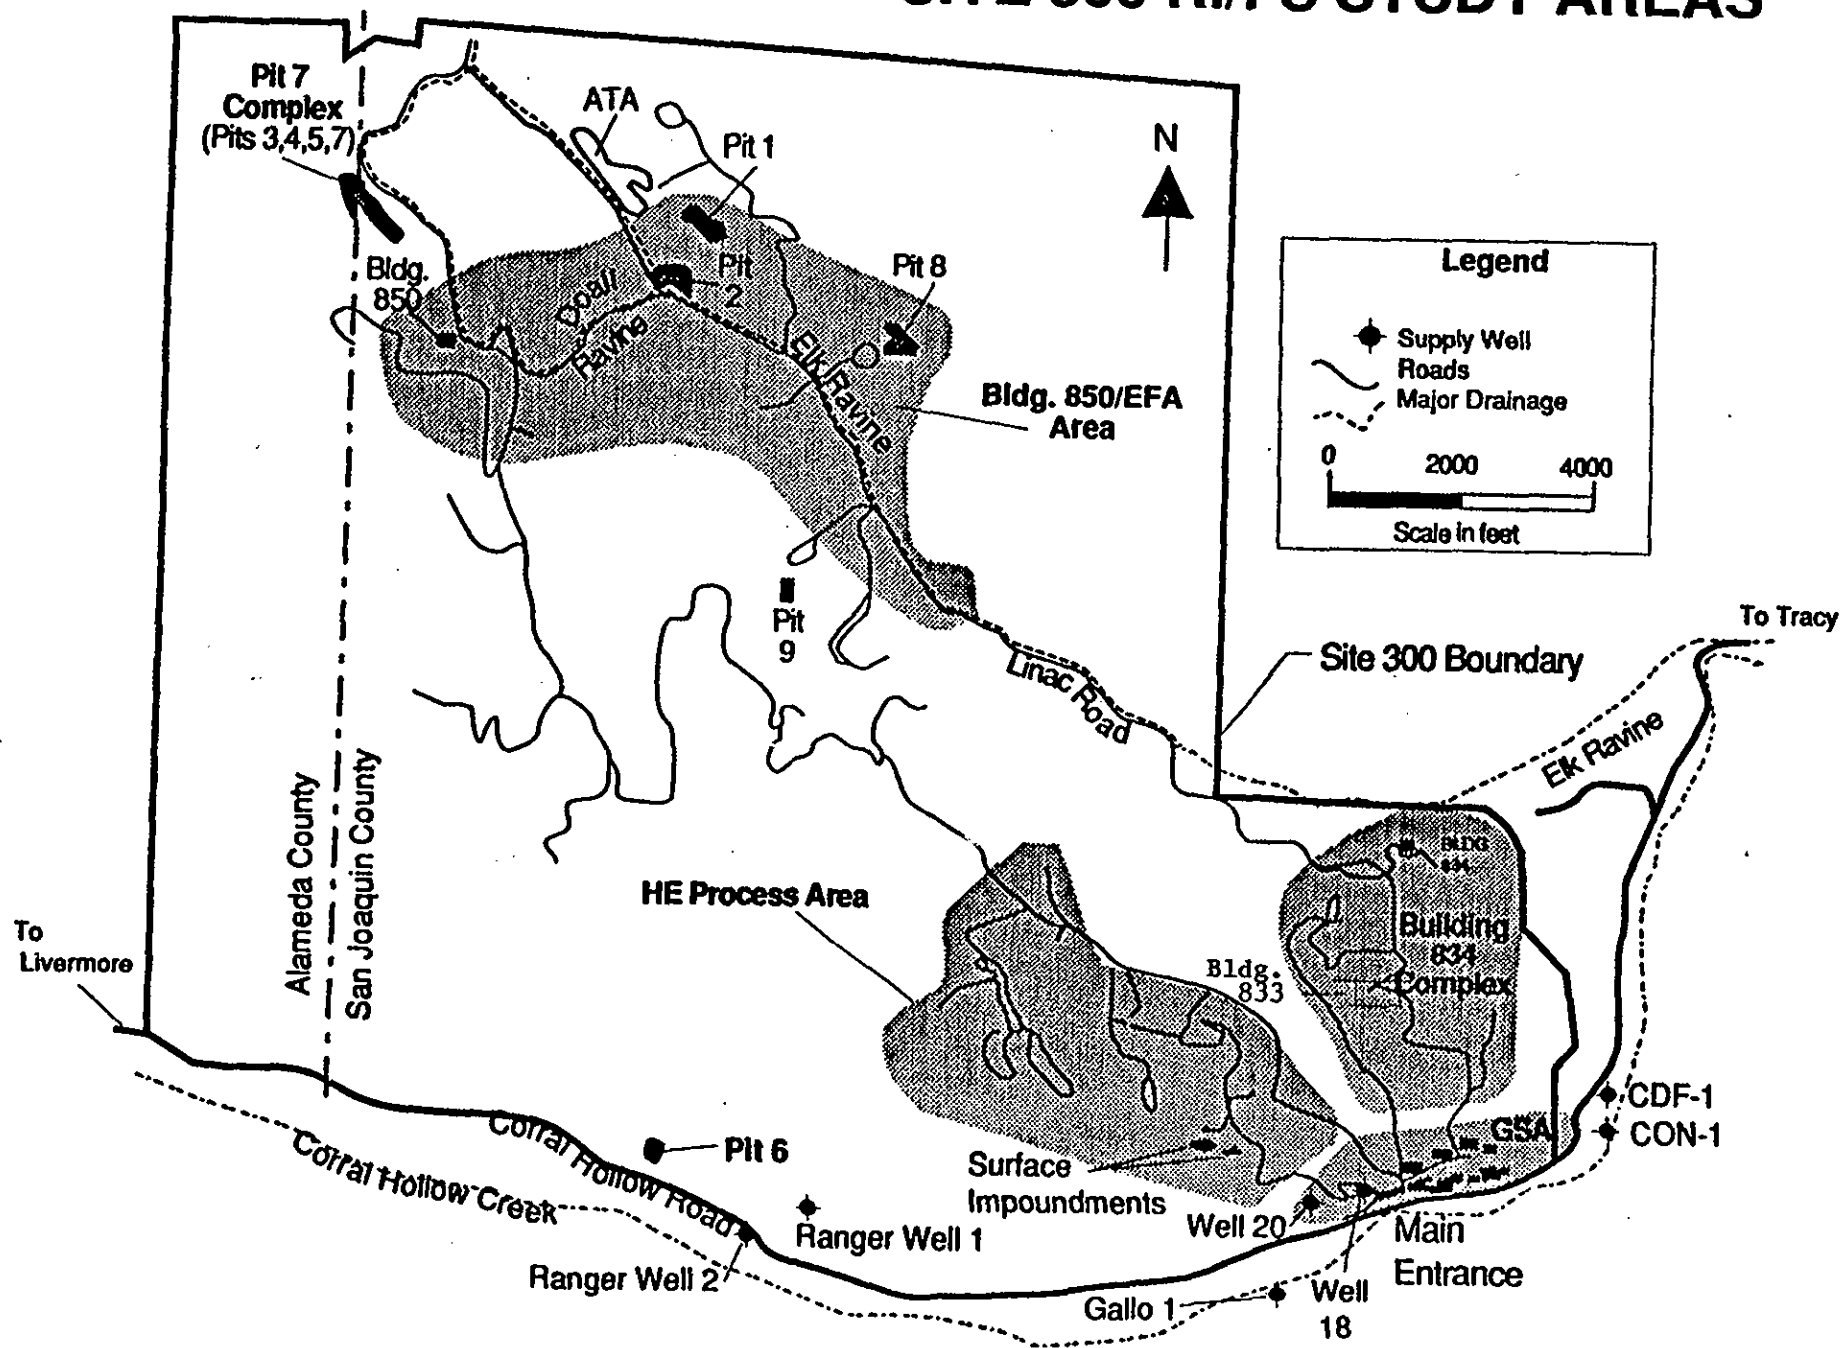 STUDY AREAS
Pit 7
Complex
(Pits 3,4,5,7)
ATA
Pit 1
N
Bldg.
850
Doall
Ravine
Pit
2
Pit 8
Elk Ravine
Bldg. 850/EFA
Area
Legend
Supply Well
Roads
Major Drainage
0 2000 4000
Scale in feet
Pit
9
Linac Road
Site 300 Boundary
To Tracy
Elk Ravine
Alameda County
San Joaquin County
HE Process Area
To
Livermore
BLDG
834
Bldg.
833
Building
834
Complex
CDF-1
CON-1
GSA
Corral Hollow Road
Corral Hollow Creek
Pit 6
Surface
Impoundments
Ranger Well 1
Ranger Well 2
Well 20
Main
Entrance
Gallo 1
Well
18